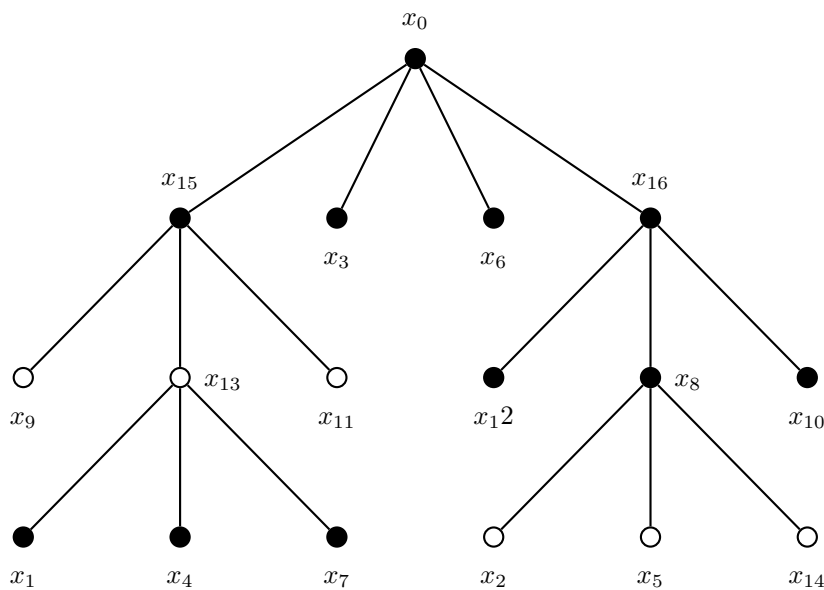 x₀
x₁₅ x₁₆
x₃ x₆
x₁₃ x₈
x₉ x₁₁ x₁2 x₁₀
x₁ x₄ x₇ x₂ x₅ x₁₄